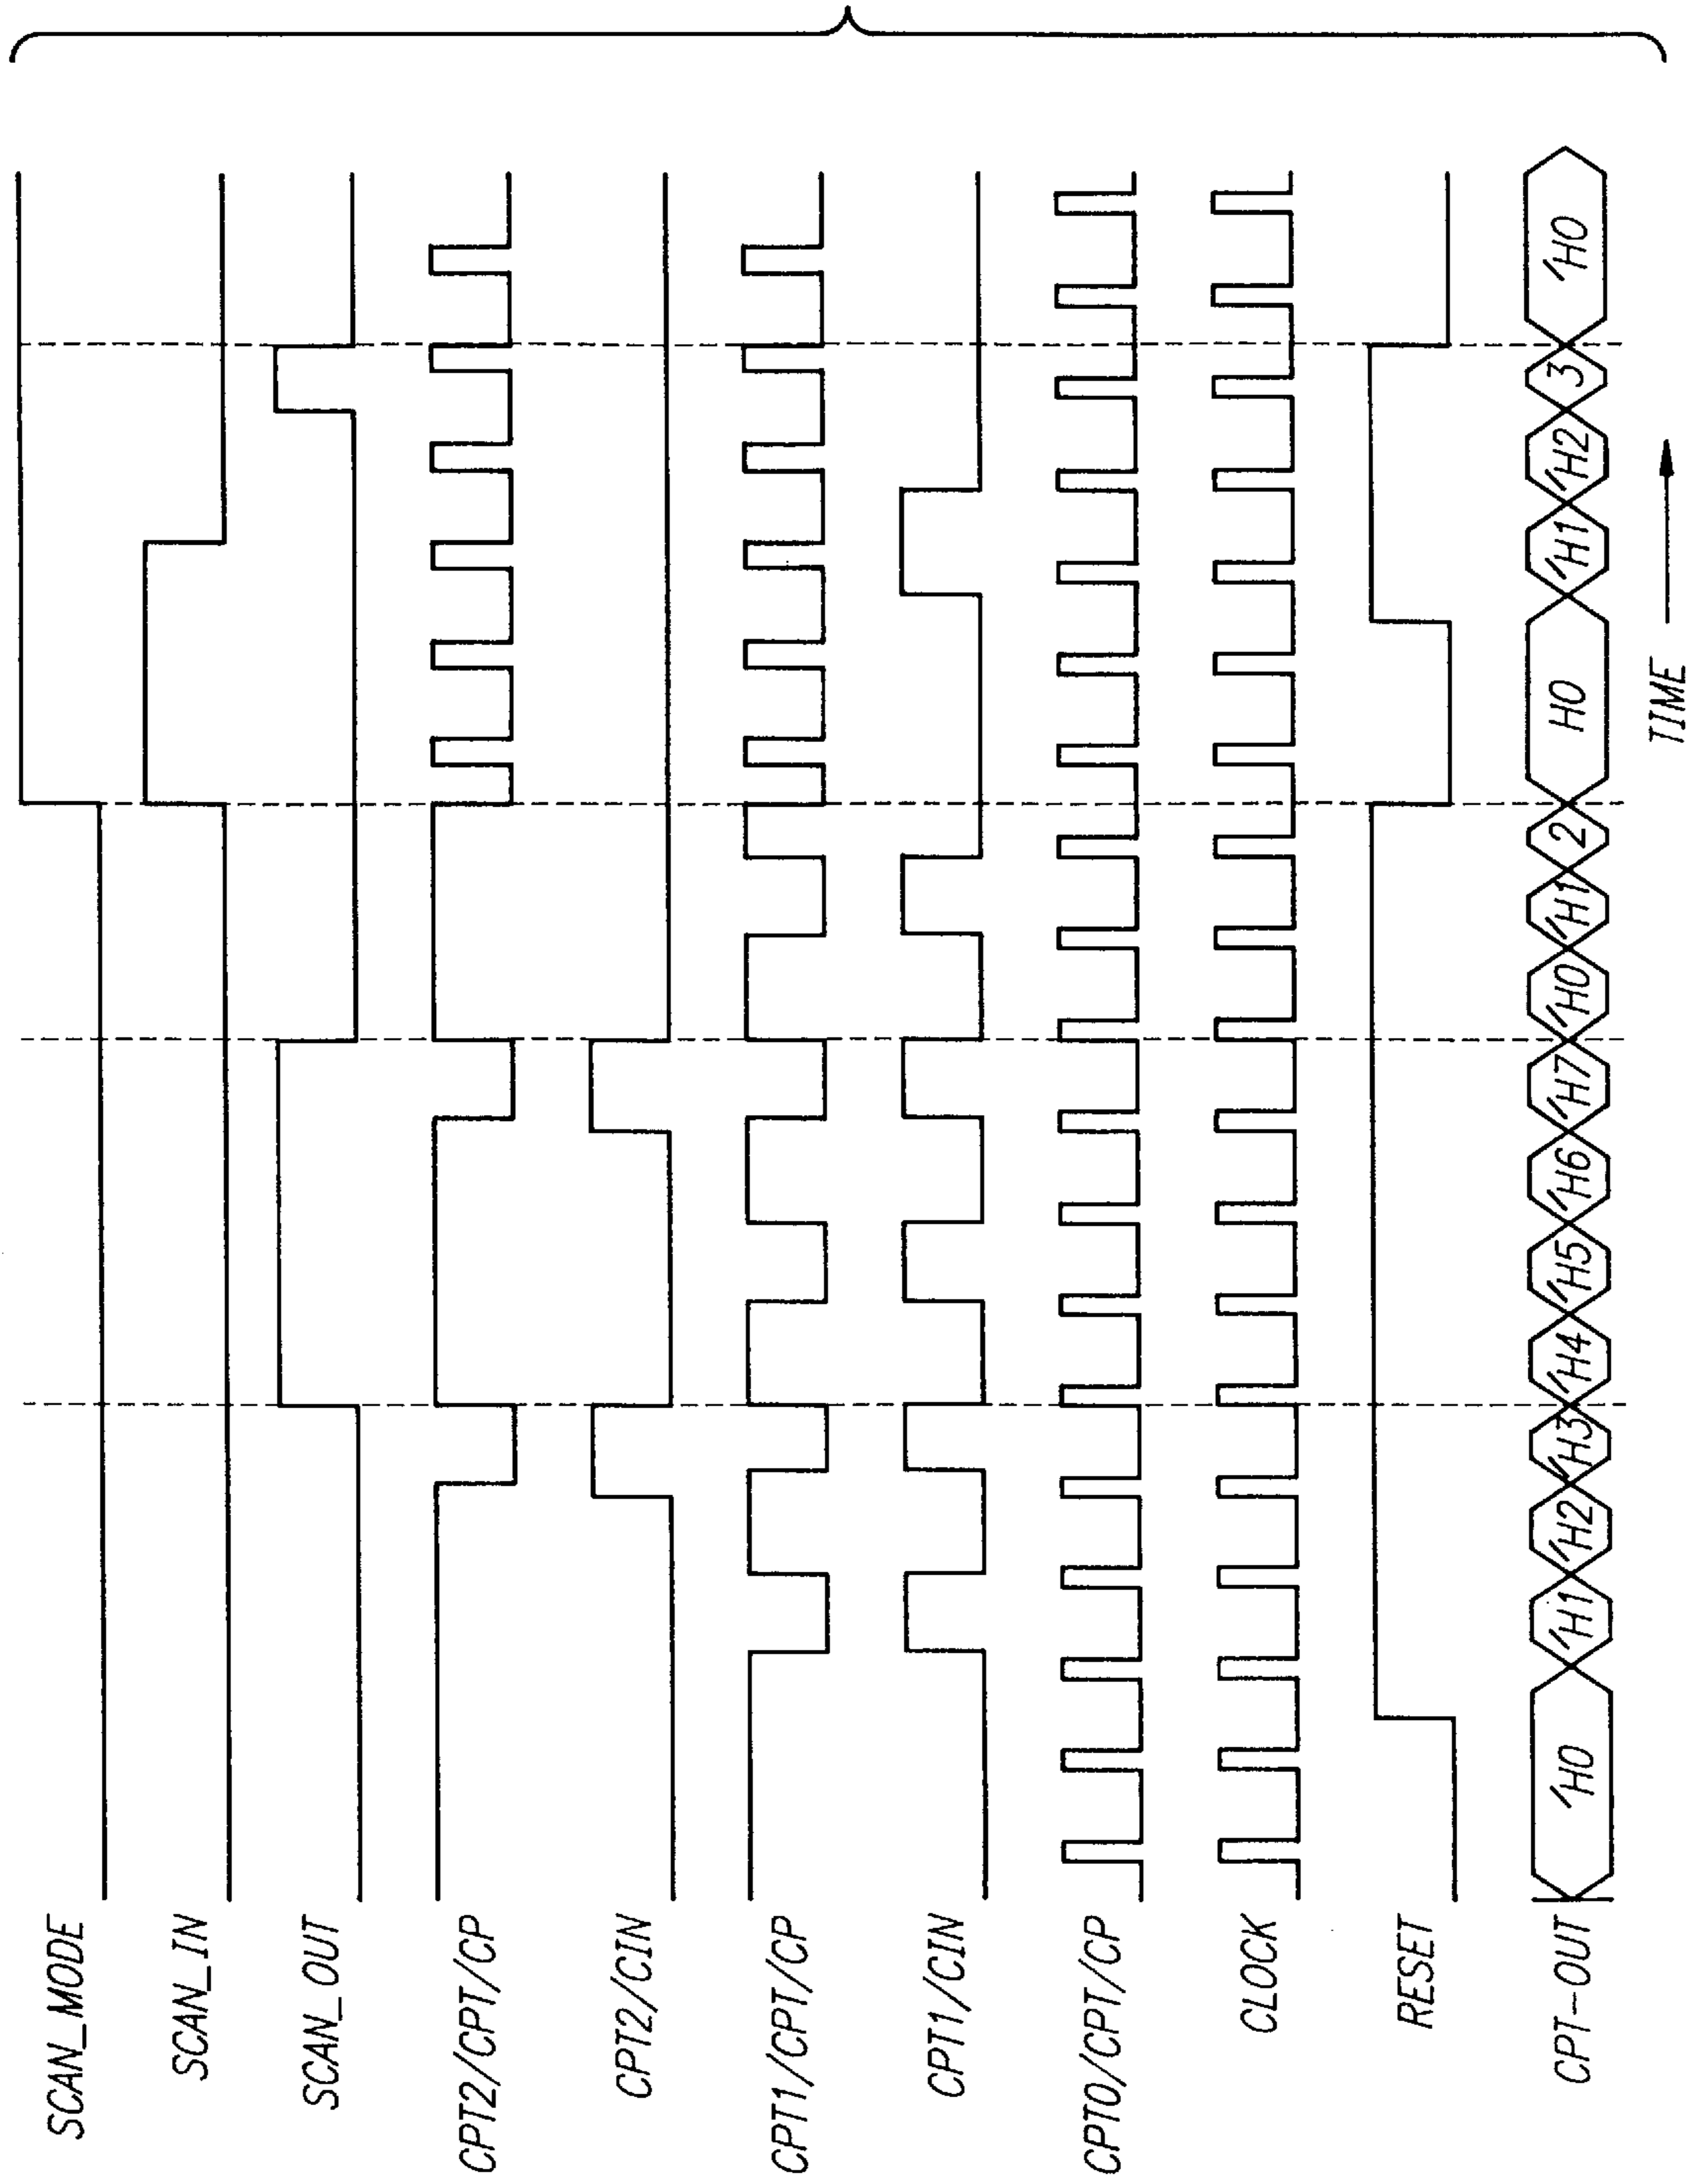 SCAN_MODE
SCAN_IN
SCAN_OUT
CPT2/CPT/CP
CPT2/CIN
CPT1/CPT/CP
CPT1/CIN
CPT0/CPT/CP
CLOCK
RESET
CPT-OUT 'H0 'H1 'H2 'H3 'H4 'H5 'H6 'H7 'H0 'H1 2 H0 'H1 'H2 3 'H0
TIME